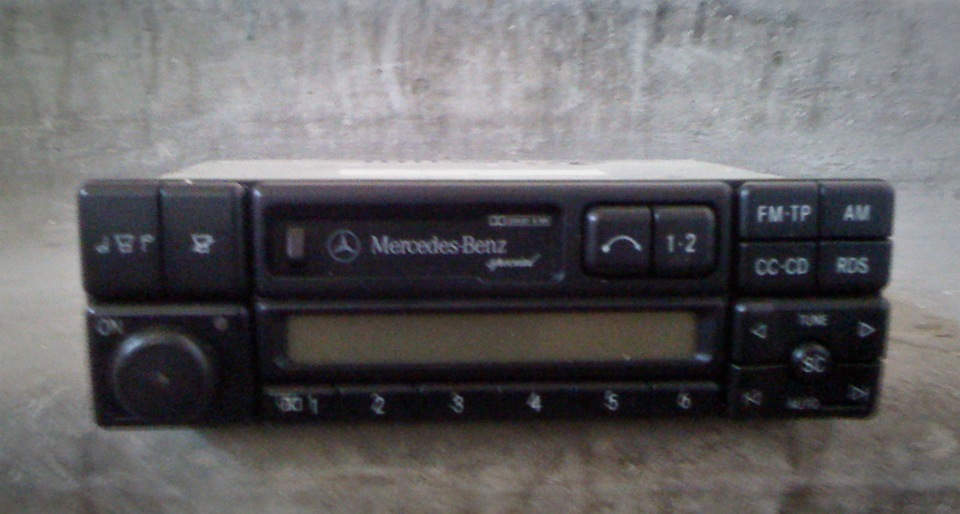 Mercedes-Benz
special
1·2
FM·TP
AM
CC·CD
RDS
ON
TUNE
SC
AUTO
1
2
3
4
5
6